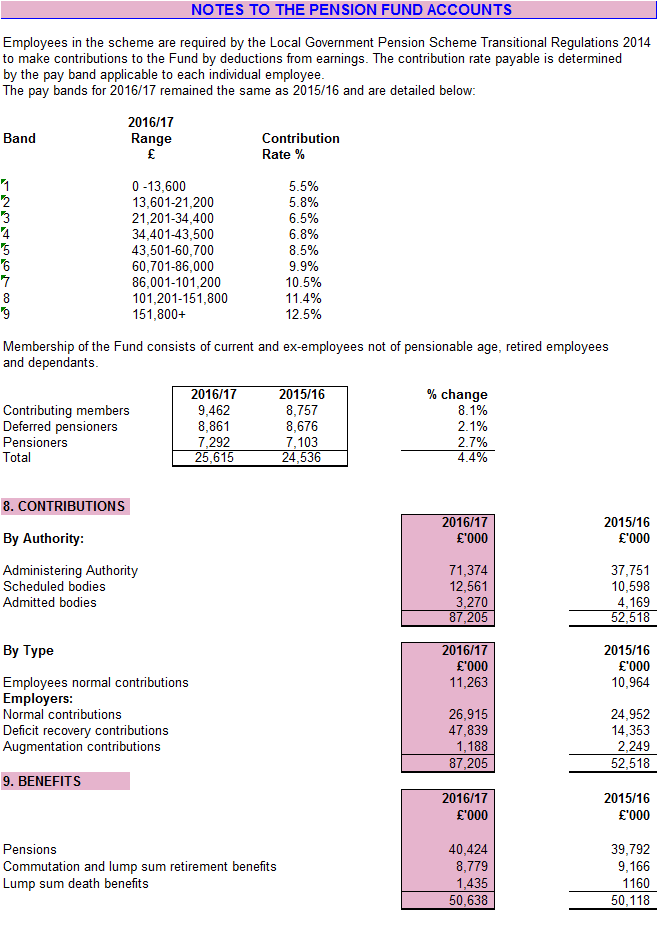 NOTES TO THE PENSION FUND ACCOUNTS
Employees in the scheme are required by the Local Government Pension Scheme Transitional Regulations 2014
to make contributions to the Fund by deductions from earnings. The contribution rate payable is determined
by the pay band applicable to each individual employee.
The pay bands for 2016/17 remained the same as 2015/16 and are detailed below:
2016/17
Band Range Contribution
£ Rate %
1 0 -13,600 5.5%
2 13,601-21,200 5.8%
3 21,201-34,400 6.5%
4 34,401-43,500 6.8%
5 43,501-60,700 8.5%
6 60,701-86,000 9.9%
7 86,001-101,200 10.5%
8 101,201-151,800 11.4%
9 151,800+ 12.5%
Membership of the Fund consists of current and ex-employees not of pensionable age, retired employees
and dependants.
2016/17 2015/16 % change
Contributing members 9,462 8,757 8.1%
Deferred pensioners 8,861 8,676 2.1%
Pensioners 7,292 7,103 2.7%
Total 25,615 24,536 4.4%
8. CONTRIBUTIONS
2016/17 2015/16
By Authority: £'000 £'000
Administering Authority 71,374 37,751
Scheduled bodies 12,561 10,598
Admitted bodies 3,270 4,169
87,205 52,518
By Type 2016/17 2015/16
£'000 £'000
Employees normal contributions 11,263 10,964
Employers:
Normal contributions 26,915 24,952
Deficit recovery contributions 47,839 14,353
Augmentation contributions 1,188 2,249
87,205 52,518
9. BENEFITS
2016/17 2015/16
£'000 £'000
Pensions 40,424 39,792
Commutation and lump sum retirement benefits 8,779 9,166
Lump sum death benefits 1,435 1160
50,638 50,118